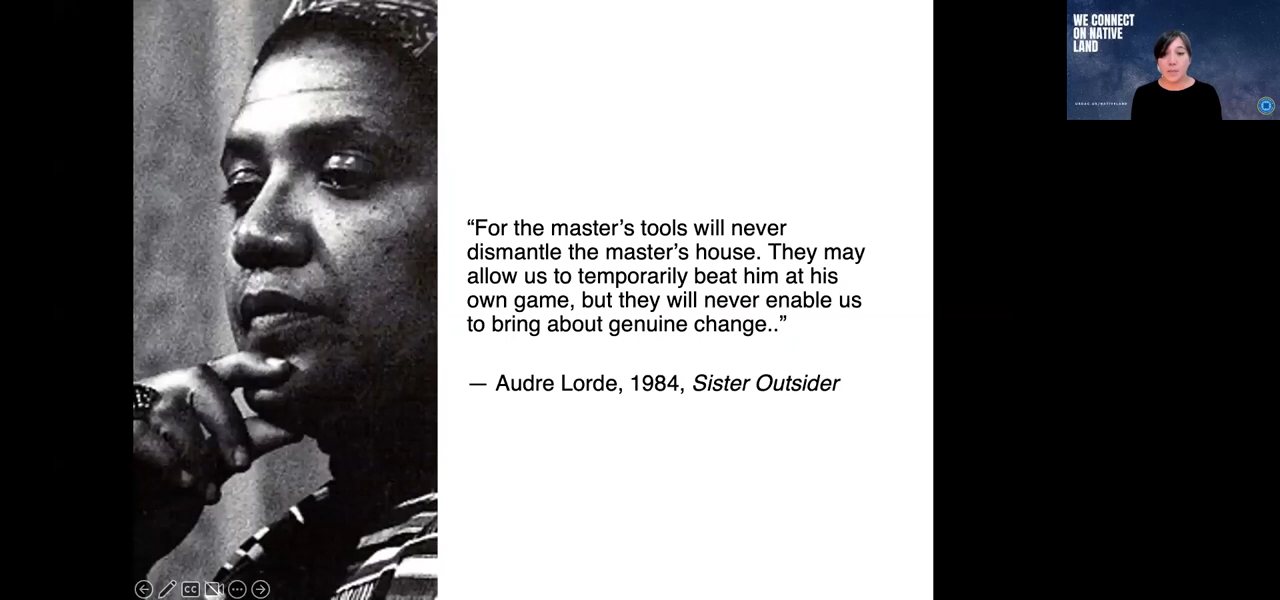 “For the master’s tools will never
dismantle the master’s house. They may
allow us to temporarily beat him at his
own game, but they will never enable us
to bring about genuine change..”
— Audre Lorde, 1984, Sister Outsider
WE CONNECT
ON NATIVE
LAND
CC